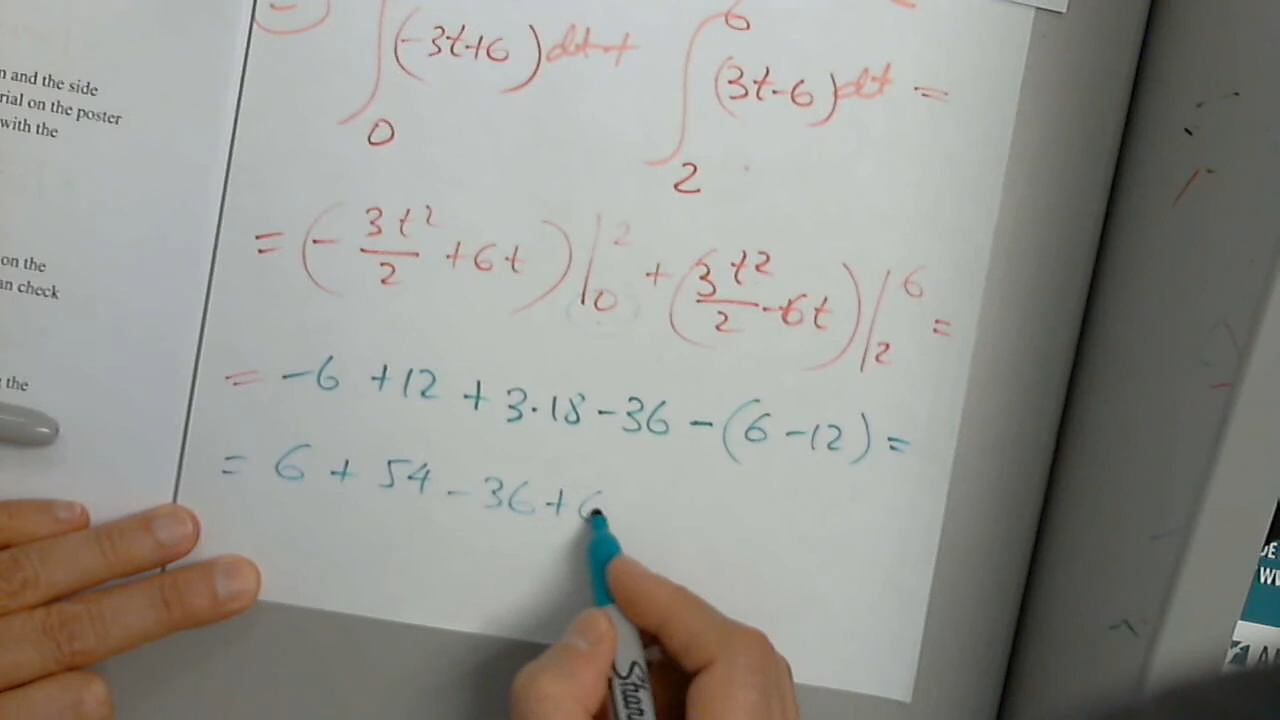 n and the side
rial on the poster
with the
on the
an check
the
∫₀ (-3t+6) dt + ∫₂⁶ (3t-6) dt =
= (- 3t²/2 + 6t)|₀² + (3t²/2 - 6t)|₂⁶ =
= -6 + 12 + 3·18 - 36 - (6 - 12) =
= 6 + 54 - 36 + 6
Shar